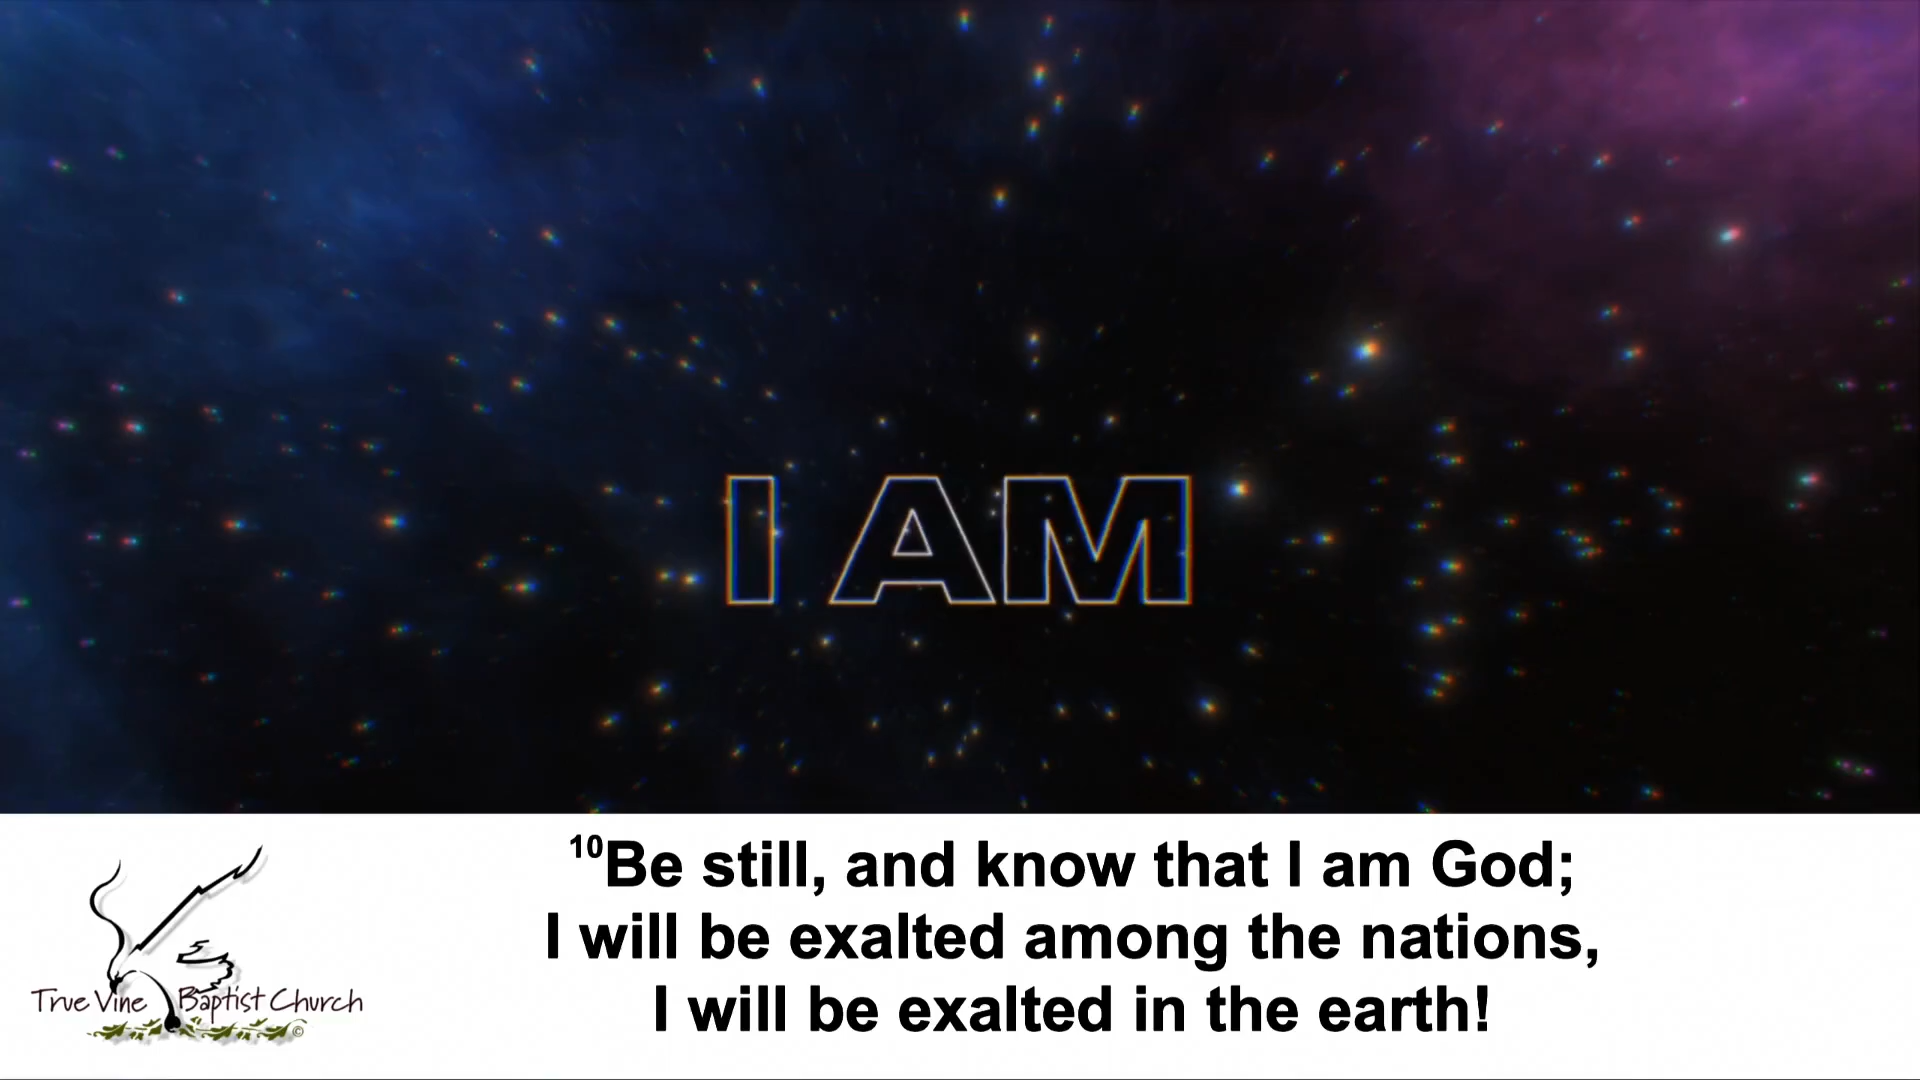 I AM
¹⁰Be still, and know that I am God;
I will be exalted among the nations,
I will be exalted in the earth!
True Vine Baptist Church
©